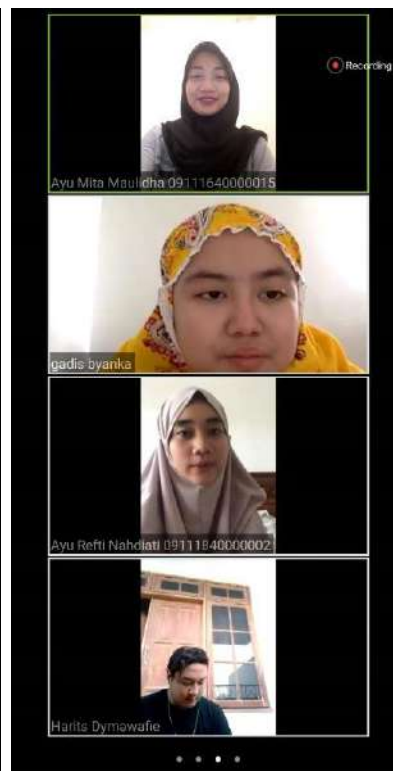 Recording
Ayu Mita Maulidha 09111640000015
gadis byanka
Ayu Refti Nahdiati 09111840000002
Harits Dymawafie